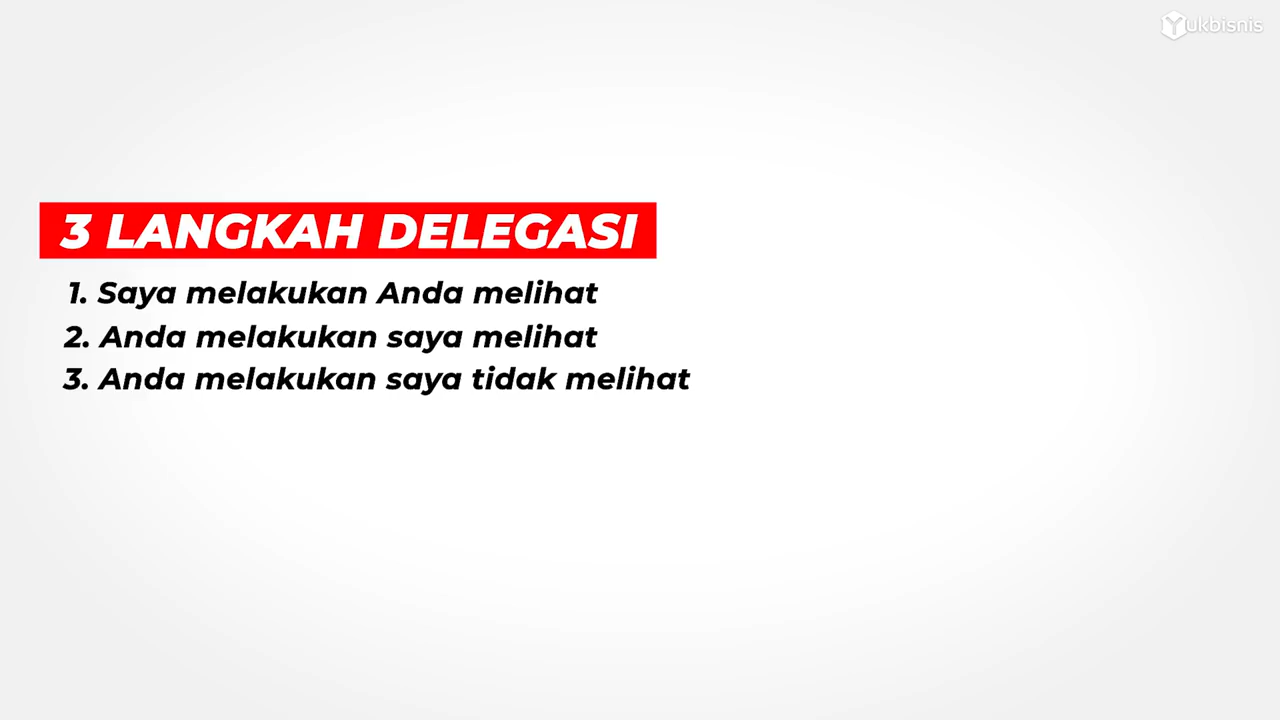 Yukbisnis
3 LANGKAH DELEGASI
1. Saya melakukan Anda melihat
2. Anda melakukan saya melihat
3. Anda melakukan saya tidak melihat